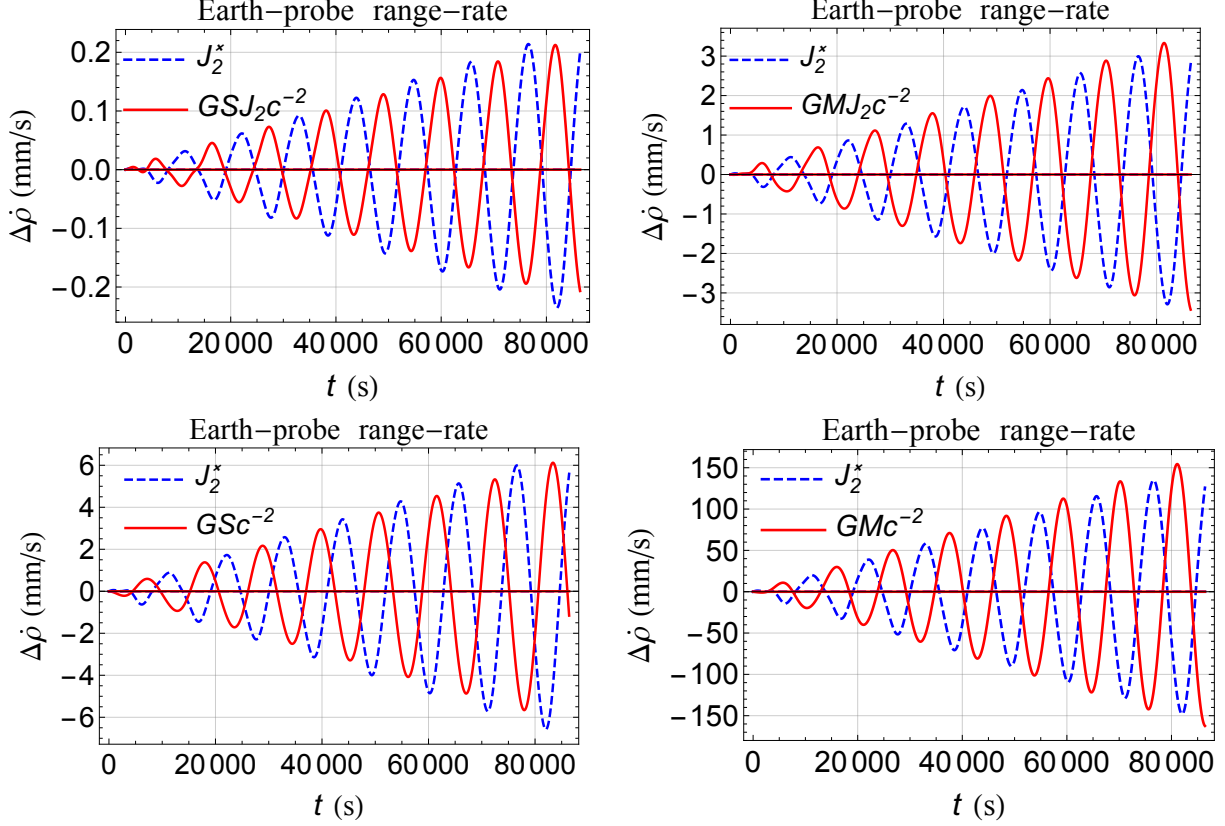 Earth−probe range−rate
0.2
0.1
0.0
−0.1
−0.2
J₂ˣ
GSJ₂c⁻²
Δρ̇ (mm/s)
0 20 000 40 000 60 000 80 000
t (s)
Earth−probe range−rate
3
2
1
0
−1
−2
−3
J₂ˣ
GMJ₂c⁻²
Δρ̇ (mm/s)
0 20 000 40 000 60 000 80 000
t (s)
Earth−probe range−rate
6
4
2
0
−2
−4
−6
J₂ˣ
GSc⁻²
Δρ̇ (mm/s)
0 20 000 40 000 60 000 80 000
t (s)
Earth−probe range−rate
150
100
50
0
−50
−100
−150
J₂ˣ
GMc⁻²
Δρ̇ (mm/s)
0 20 000 40 000 60 000 80 000
t (s)